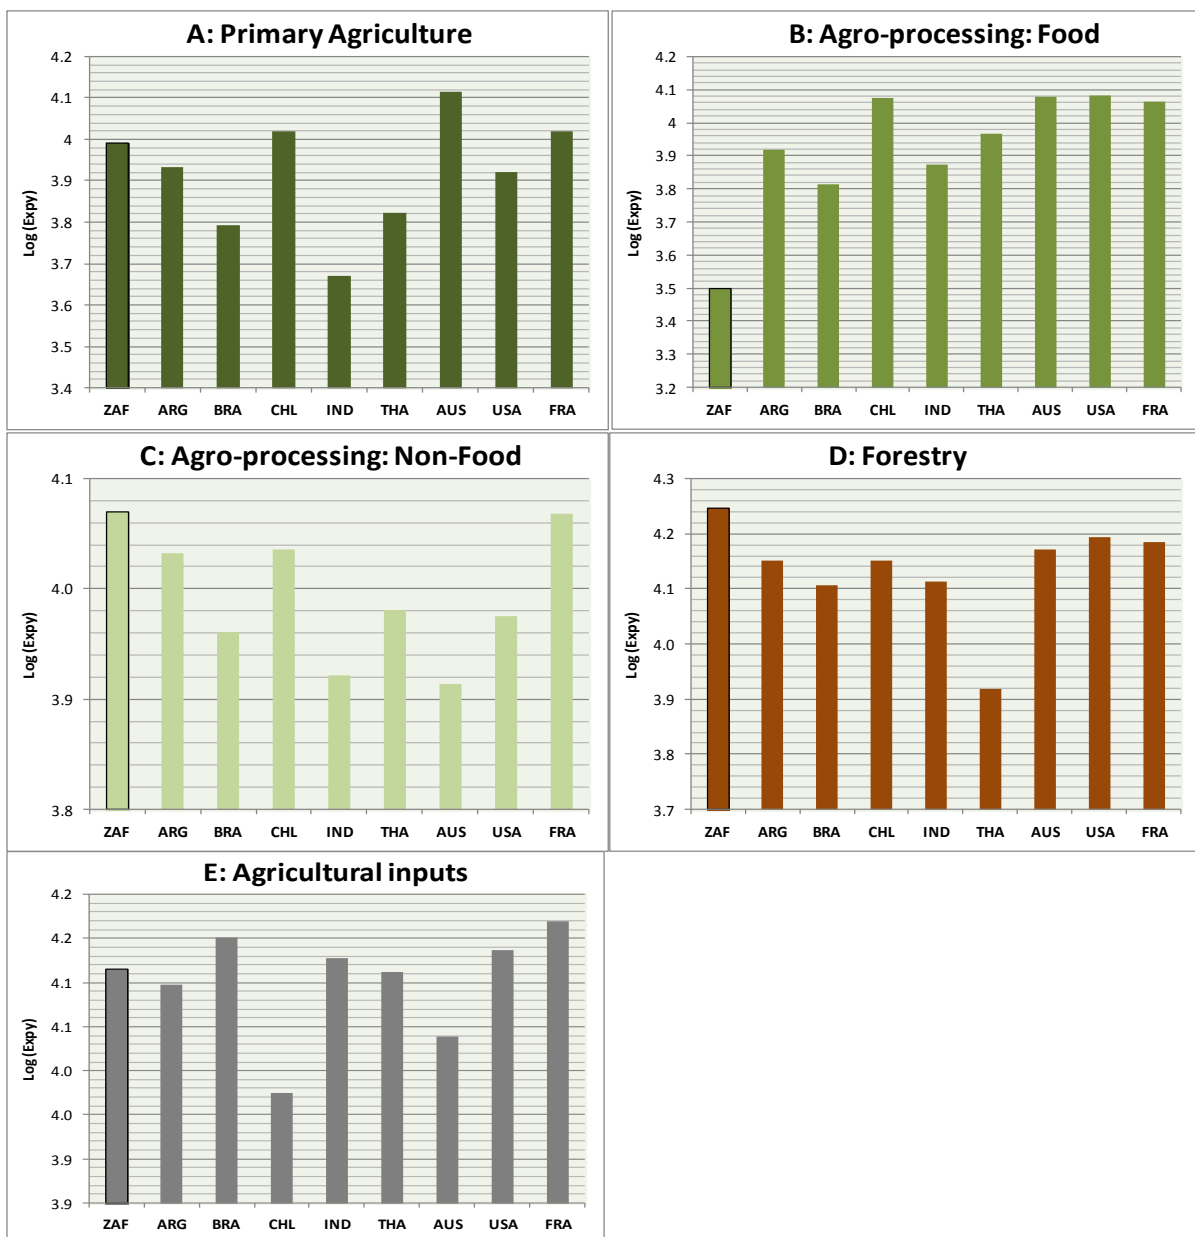 A: Primary Agriculture
Log (Expy)
4.2
4.1
4
3.9
3.8
3.7
3.6
3.5
3.4
ZAF ARG BRA CHL IND THA AUS USA FRA
B: Agro-processing: Food
Log (Expy)
4.2
4.1
4
3.9
3.8
3.7
3.6
3.5
3.4
3.3
3.2
ZAF ARG BRA CHL IND THA AUS USA FRA
C: Agro-processing: Non-Food
Log (Expy)
4.1
4.0
3.9
3.8
ZAF ARG BRA CHL IND THA AUS USA FRA
D: Forestry
Log (Expy)
4.3
4.2
4.1
4.0
3.9
3.8
3.7
ZAF ARG BRA CHL IND THA AUS USA FRA
E: Agricultural inputs
Log (Expy)
4.2
4.2
4.1
4.1
4.0
4.0
3.9
3.9
ZAF ARG BRA CHL IND THA AUS USA FRA